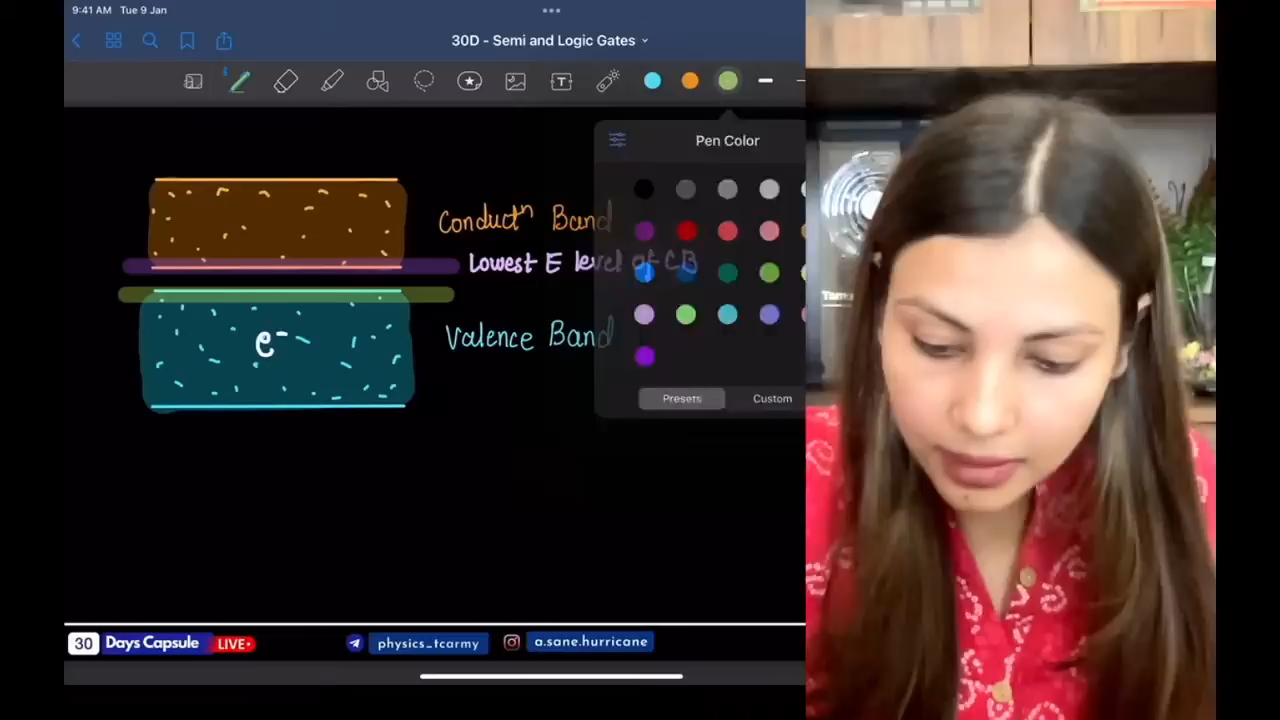 9:41 AM Tue 9 Jan
30D - Semi and Logic Gates
T
Pen Color
Conductn Band
Lowest E level of CB
e-
Valence Band
Presets Custom
30 Days Capsule LIVE
physics_tcarmy
a.sane.hurricane